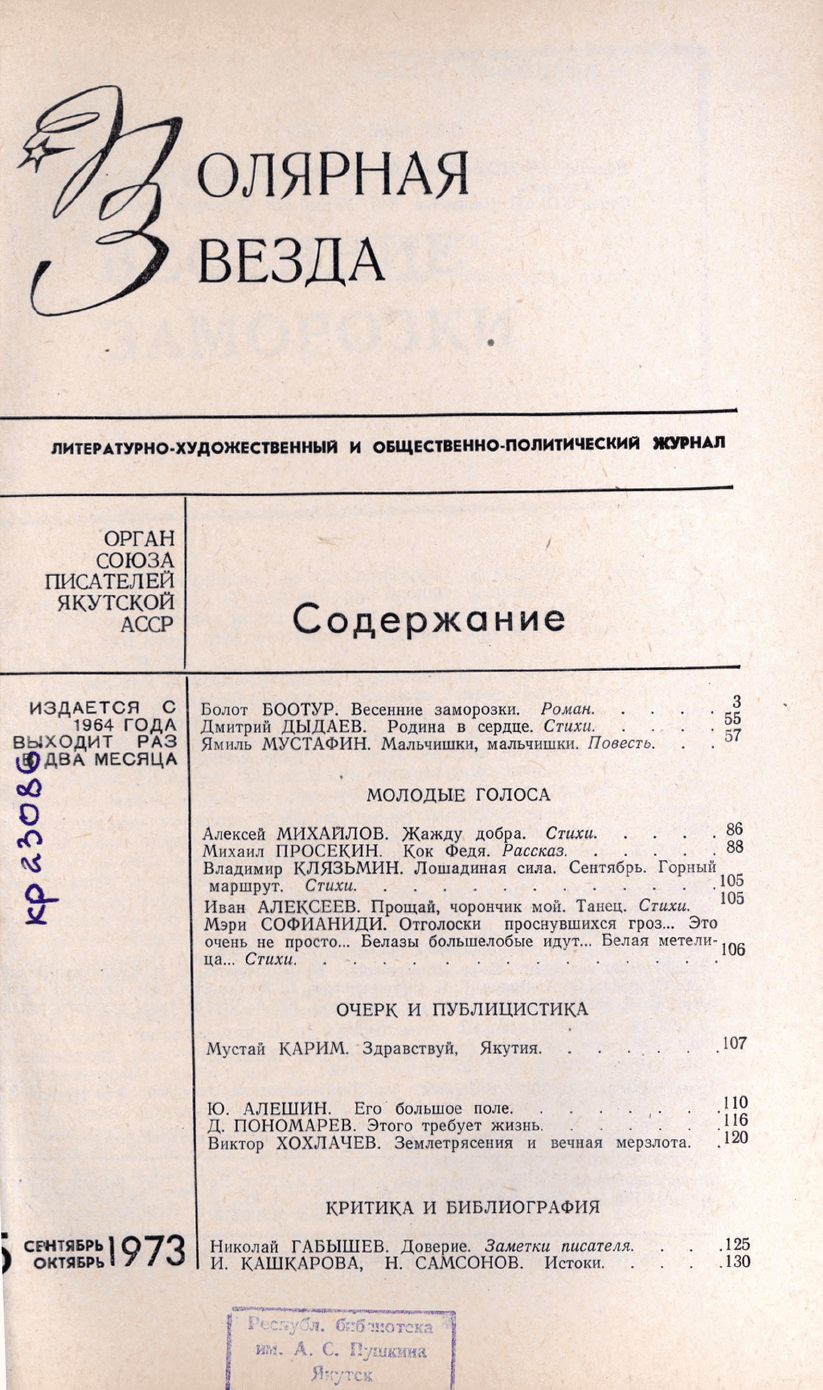 ПОЛЯРНАЯ
ЗВЕЗДА
ЛИТЕРАТУРНО-ХУДОЖЕСТВЕННЫЙ И ОБЩЕСТВЕННО-ПОЛИТИЧЕСКИЙ ЖУРНАЛ
ОРГАН
СОЮЗА
ПИСАТЕЛЕЙ
ЯКУТСКОЙ
АССР
Содержание
ИЗДАЕТСЯ С
1964 ГОДА
ВЫХОДИТ РАЗ
В ДВА МЕСЯЦА
Болот БООТУР. Весенние заморозки. Роман. . . . . 3
Дмитрий ДЫДАЕВ. Родина в сердце. Стихи. . . . . 55
Ямиль МУСТАФИН. Мальчишки, мальчишки. Повесть. . . 57
МОЛОДЫЕ ГОЛОСА
Алексей МИХАЙЛОВ. Жажду добра. Стихи. . . . . 86
Михаил ПРОСЕКИН. Кок Федя. Рассказ. . . . . . 88
Владимир КЛЯЗЬМИН. Лошадиная сила. Сентябрь. Горный
маршрут. Стихи. . . . . . . . . . . . . 105
Иван АЛЕКСЕЕВ. Прощай, чорончик мой. Танец. Стихи. 105
Мэри СОФИАНИДИ. Отголоски проснувшихся гроз... Это
очень не просто... Белазы большелобые идут... Белая метели-
ца... Стихи. . . . . . . . . . . . . . 106
ОЧЕРК И ПУБЛИЦИСТИКА
Мустай КАРИМ. Здравствуй, Якутия. . . . . . . 107
Ю. АЛЕШИН. Его большое поле. . . . . . . . 110
Д. ПОНОМАРЕВ. Этого требует жизнь. . . . . . . 116
Виктор ХОХЛАЧЕВ. Землетрясения и вечная мерзлота. . 120
КРИТИКА И БИБЛИОГРАФИЯ
Николай ГАБЫШЕВ. Доверие. Заметки писателя. . . . 125
И. КАШКАРОВА, Н. САМСОНОВ. Истоки. . . . . 130
5 СЕНТЯБРЬ
ОКТЯБРЬ 1973
Республ. библиотека
им. А. С. Пушкина
Якутск